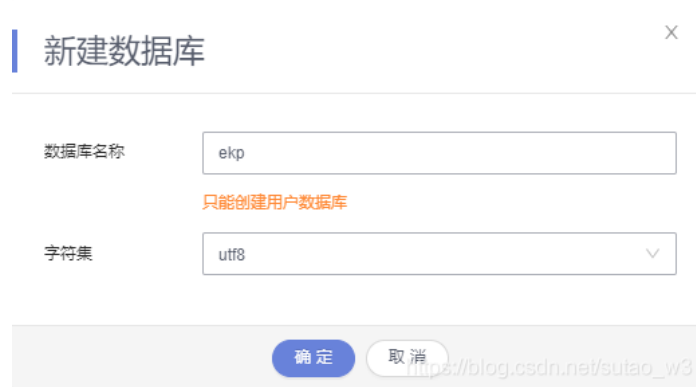 新建数据库
数据库名称
ekp
只能创建用户数据库
字符集
utf8
确定
取消
https://blog.csdn.net/sutao_w3